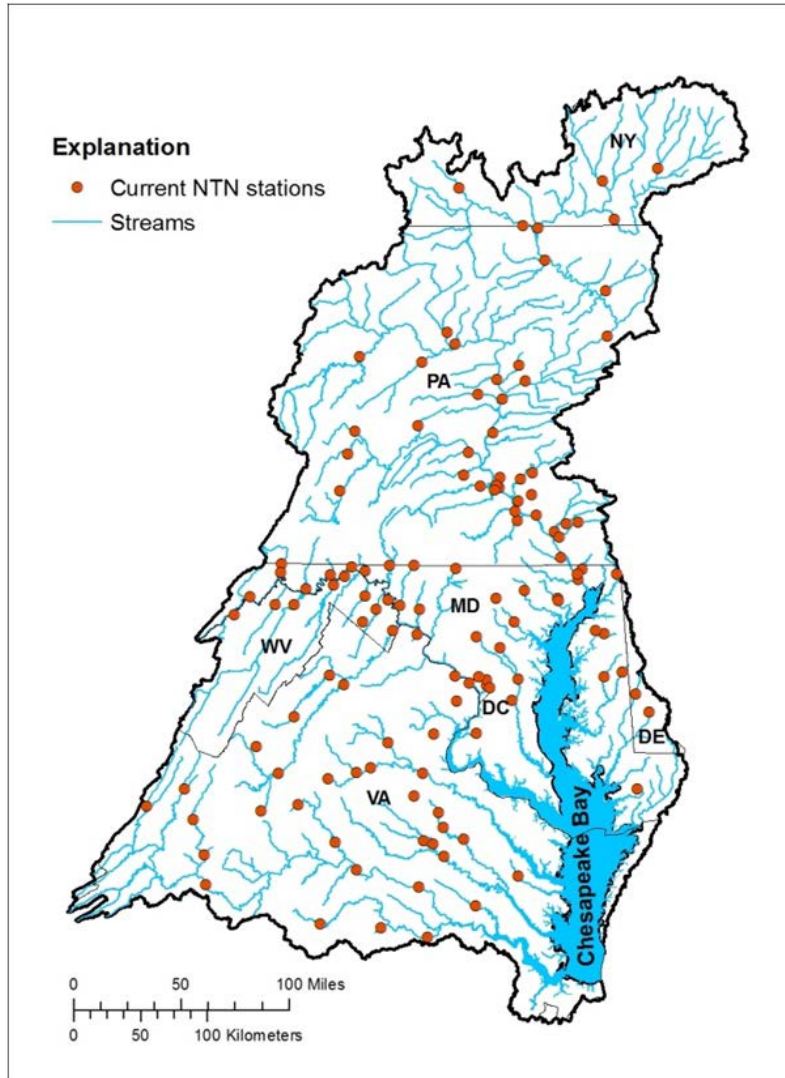 Explanation
Current NTN stations
Streams
NY
PA
MD
WV
DC
DE
VA
Chesapeake Bay
0 50 100 Miles
0 50 100 Kilometers